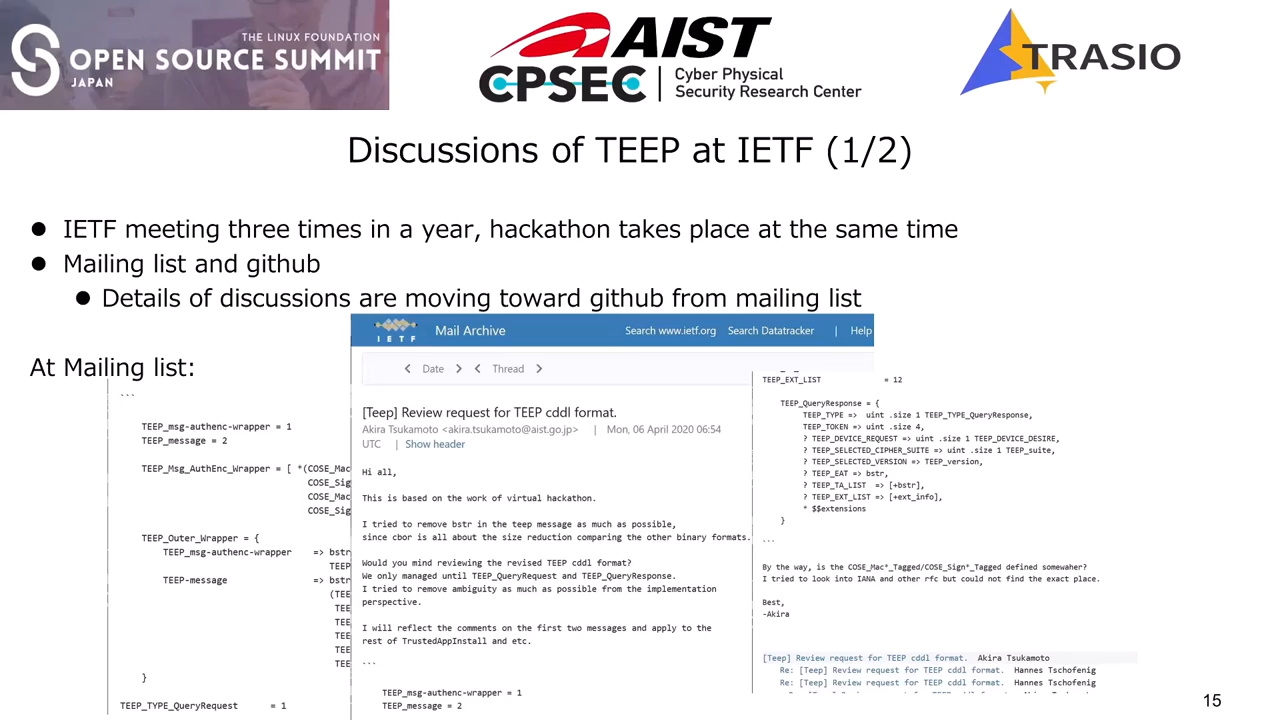 THE LINUX FOUNDATION
OPEN SOURCE SUMMIT
JAPAN
AIST
CPSEC
Cyber Physical
Security Research Center
TRASIO
Discussions of TEEP at IETF (1/2)
● IETF meeting three times in a year, hackathon takes place at the same time
● Mailing list and github
● Details of discussions are moving toward github from mailing list
At Mailing list:
```
TEEP_msg-authenc-wrapper = 1
TEEP_message = 2
TEEP_Msg_AuthEnc_Wrapper = [ *(COSE_Mac
COSE_Sig
COSE_Mac
COSE_Sig
TEEP_Outer_Wrapper = {
TEEP_msg-authenc-wrapper => bstr
TEEP
TEEP-message => bstr
(TEE
TEE
TEE
TEE
TEE
TEE
}
TEEP_TYPE_QueryRequest = 1
IETF
Mail Archive Search www.ietf.org Search Datatracker | Help
< Date > < Thread >
[Teep] Review request for TEEP cddl format.
Akira Tsukamoto <akira.tsukamoto@aist.go.jp> | Mon, 06 April 2020 06:54
UTC | Show header
Hi all,
This is based on the work of virtual hackathon.
I tried to remove bstr in the teep message as much as possible,
since cbor is all about the size reduction comparing the other binary formats.
Would you mind reviewing the revised TEEP cddl format?
We only managed until TEEP_QueryRequest and TEEP_QueryResponse.
I tried to remove ambiguity as much as possible from the implementation
perspective.
I will reflect the comments on the first two messages and apply to the
rest of TrustedAppInstall and etc.
```
TEEP_msg-authenc-wrapper = 1
TEEP_message = 2
TEEP_EXT_LIST = 12
TEEP_QueryResponse = {
TEEP_TYPE => uint .size 1 TEEP_TYPE_QueryResponse,
TEEP_TOKEN => uint .size 4,
? TEEP_DEVICE_REQUEST => uint .size 1 TEEP_DEVICE_DESIRE,
? TEEP_SELECTED_CIPHER_SUITE => uint .size 1 TEEP_suite,
? TEEP_SELECTED_VERSION => TEEP_version,
? TEEP_EAT => bstr,
? TEEP_TA_LIST => [+bstr],
? TEEP_EXT_LIST => [+ext_info],
* $$extensions
}
```
By the way, is the COSE_Mac*_Tagged/COSE_Sign*_Tagged defined somewaher?
I tried to look into IANA and other rfc but could not find the exact place.
Best,
-Akira
[Teep] Review request for TEEP cddl format. Akira Tsukamoto
Re: [Teep] Review request for TEEP cddl format. Hannes Tschofenig
Re: [Teep] Review request for TEEP cddl format. Hannes Tschofenig
15